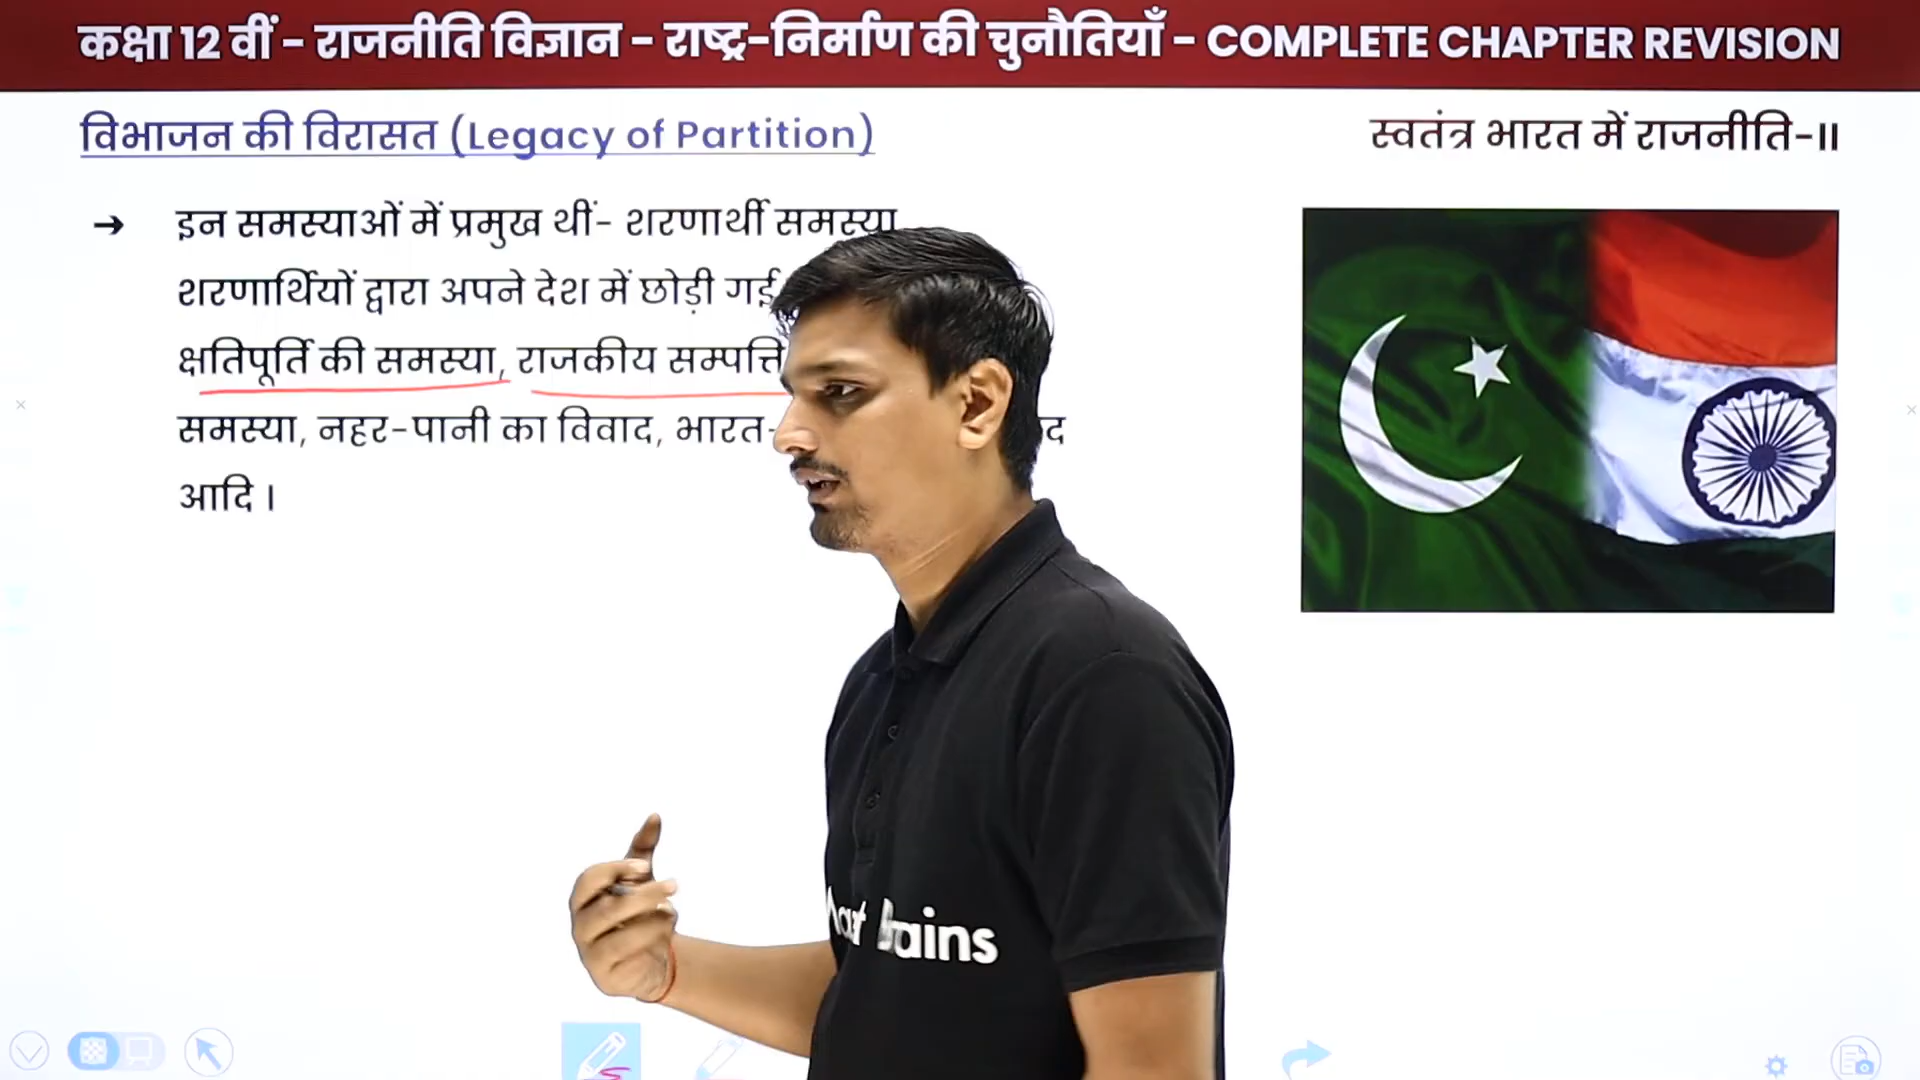 कक्षा 12 वीं - राजनीति विज्ञान - राष्ट्र-निर्माण की चुनौतियाँ - COMPLETE CHAPTER REVISION
विभाजन की विरासत (Legacy of Partition)
स्वतंत्र भारत में राजनीति-II
→ इन समस्याओं में प्रमुख थीं- शरणार्थी समस्या
शरणार्थियों द्वारा अपने देश में छोड़ी गई
क्षतिपूर्ति की समस्या, राजकीय सम्पत्ति
समस्या, नहर-पानी का विवाद, भारत-
आदि ।
Brains